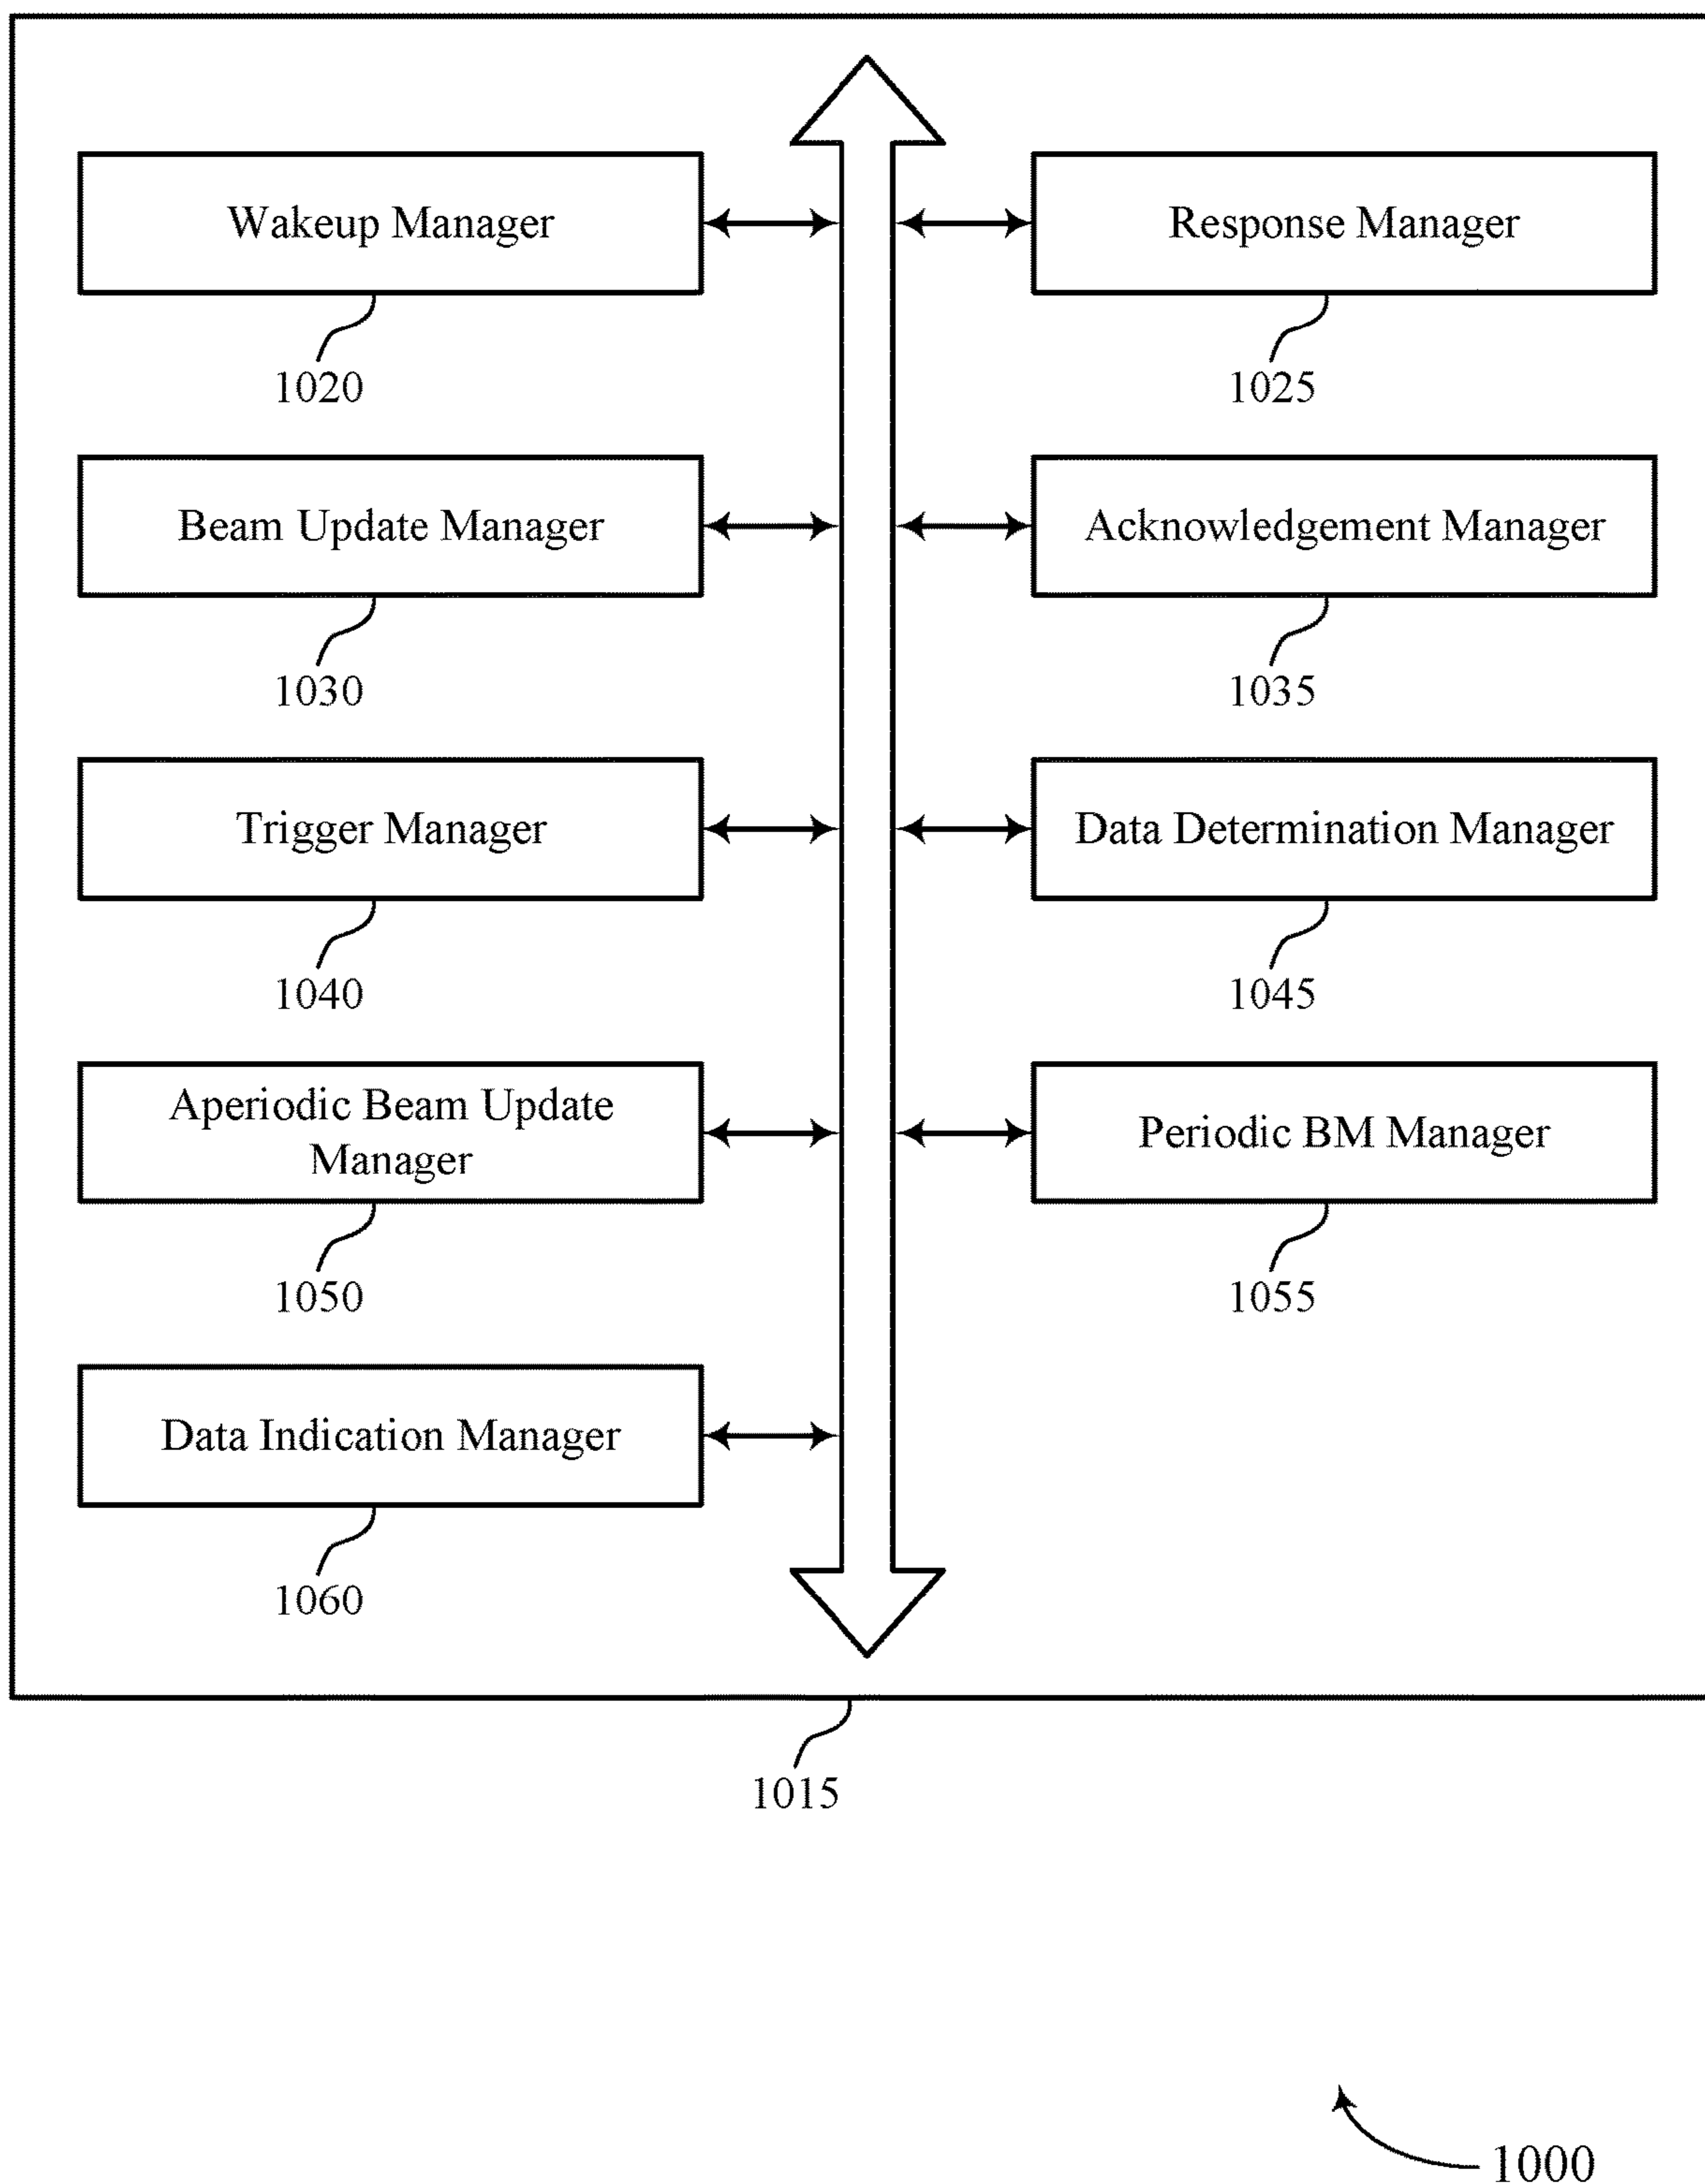 Wakeup Manager
1020
Response Manager
1025
Beam Update Manager
1030
Acknowledgement Manager
1035
Trigger Manager
1040
Data Determination Manager
1045
Aperiodic Beam Update
Manager
1050
Periodic BM Manager
1055
Data Indication Manager
1060
1015
1000